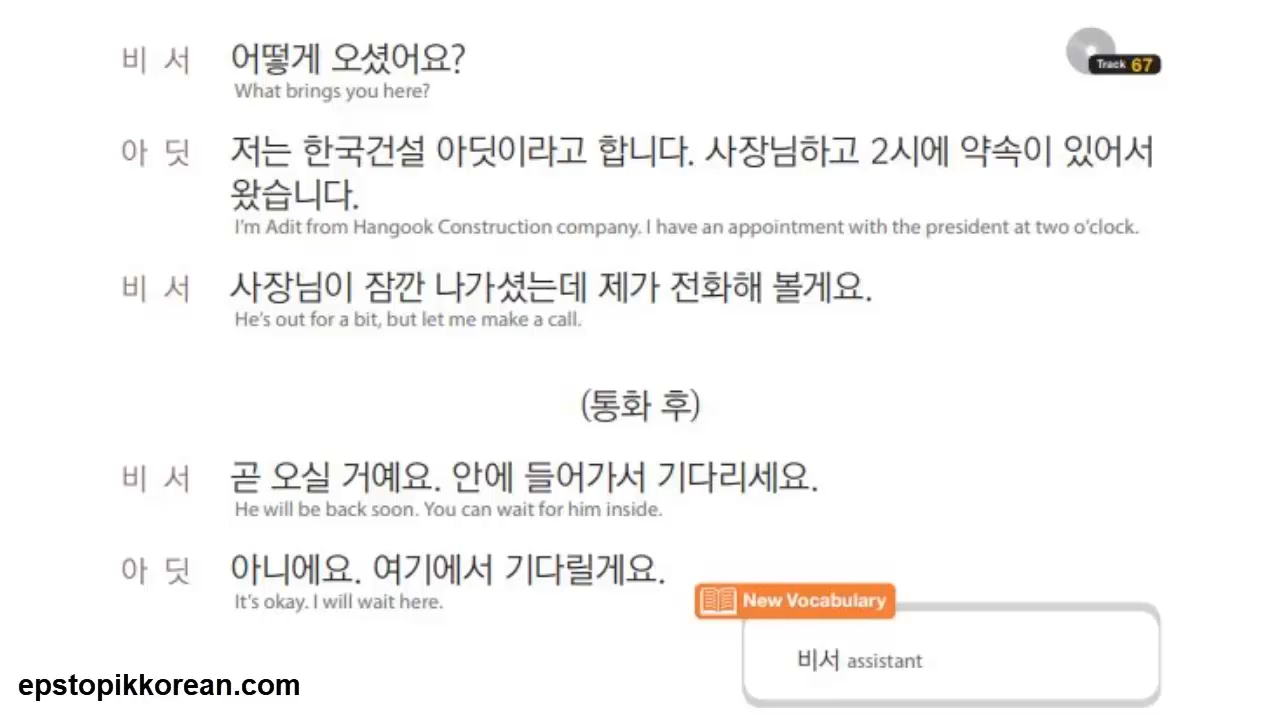 비 서 어떻게 오셨어요?
Track 67
What brings you here?
아 딧 저는 한국건설 아딧이라고 합니다. 사장님하고 2시에 약속이 있어서
왔습니다.
I'm Adit from Hangook Construction company. I have an appointment with the president at two o'clock.
비 서 사장님이 잠깐 나가셨는데 제가 전화해 볼게요.
He's out for a bit, but let me make a call.
(통화 후)
비 서 곧 오실 거예요. 안에 들어가서 기다리세요.
He will be back soon. You can wait for him inside.
아 딧 아니에요. 여기에서 기다릴게요.
It's okay. I will wait here.
New Vocabulary
비서 assistant
epstopikkorean.com